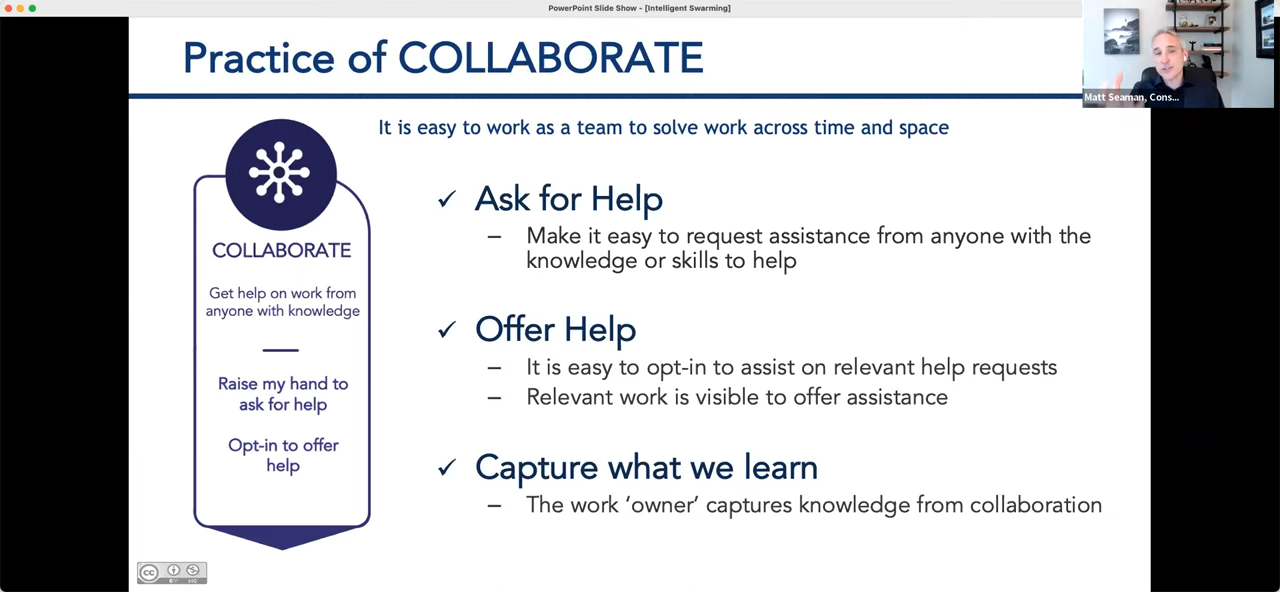 PowerPoint Slide Show - [Intelligent Swarming]
Practice of COLLABORATE
Matt Seaman, Cons...
It is easy to work as a team to solve work across time and space
COLLABORATE
Get help on work from
anyone with knowledge
Raise my hand to
ask for help
Opt-in to offer
help
✓ Ask for Help
– Make it easy to request assistance from anyone with the
knowledge or skills to help
✓ Offer Help
– It is easy to opt-in to assist on relevant help requests
– Relevant work is visible to offer assistance
✓ Capture what we learn
– The work ‘owner’ captures knowledge from collaboration
cc
BY NC